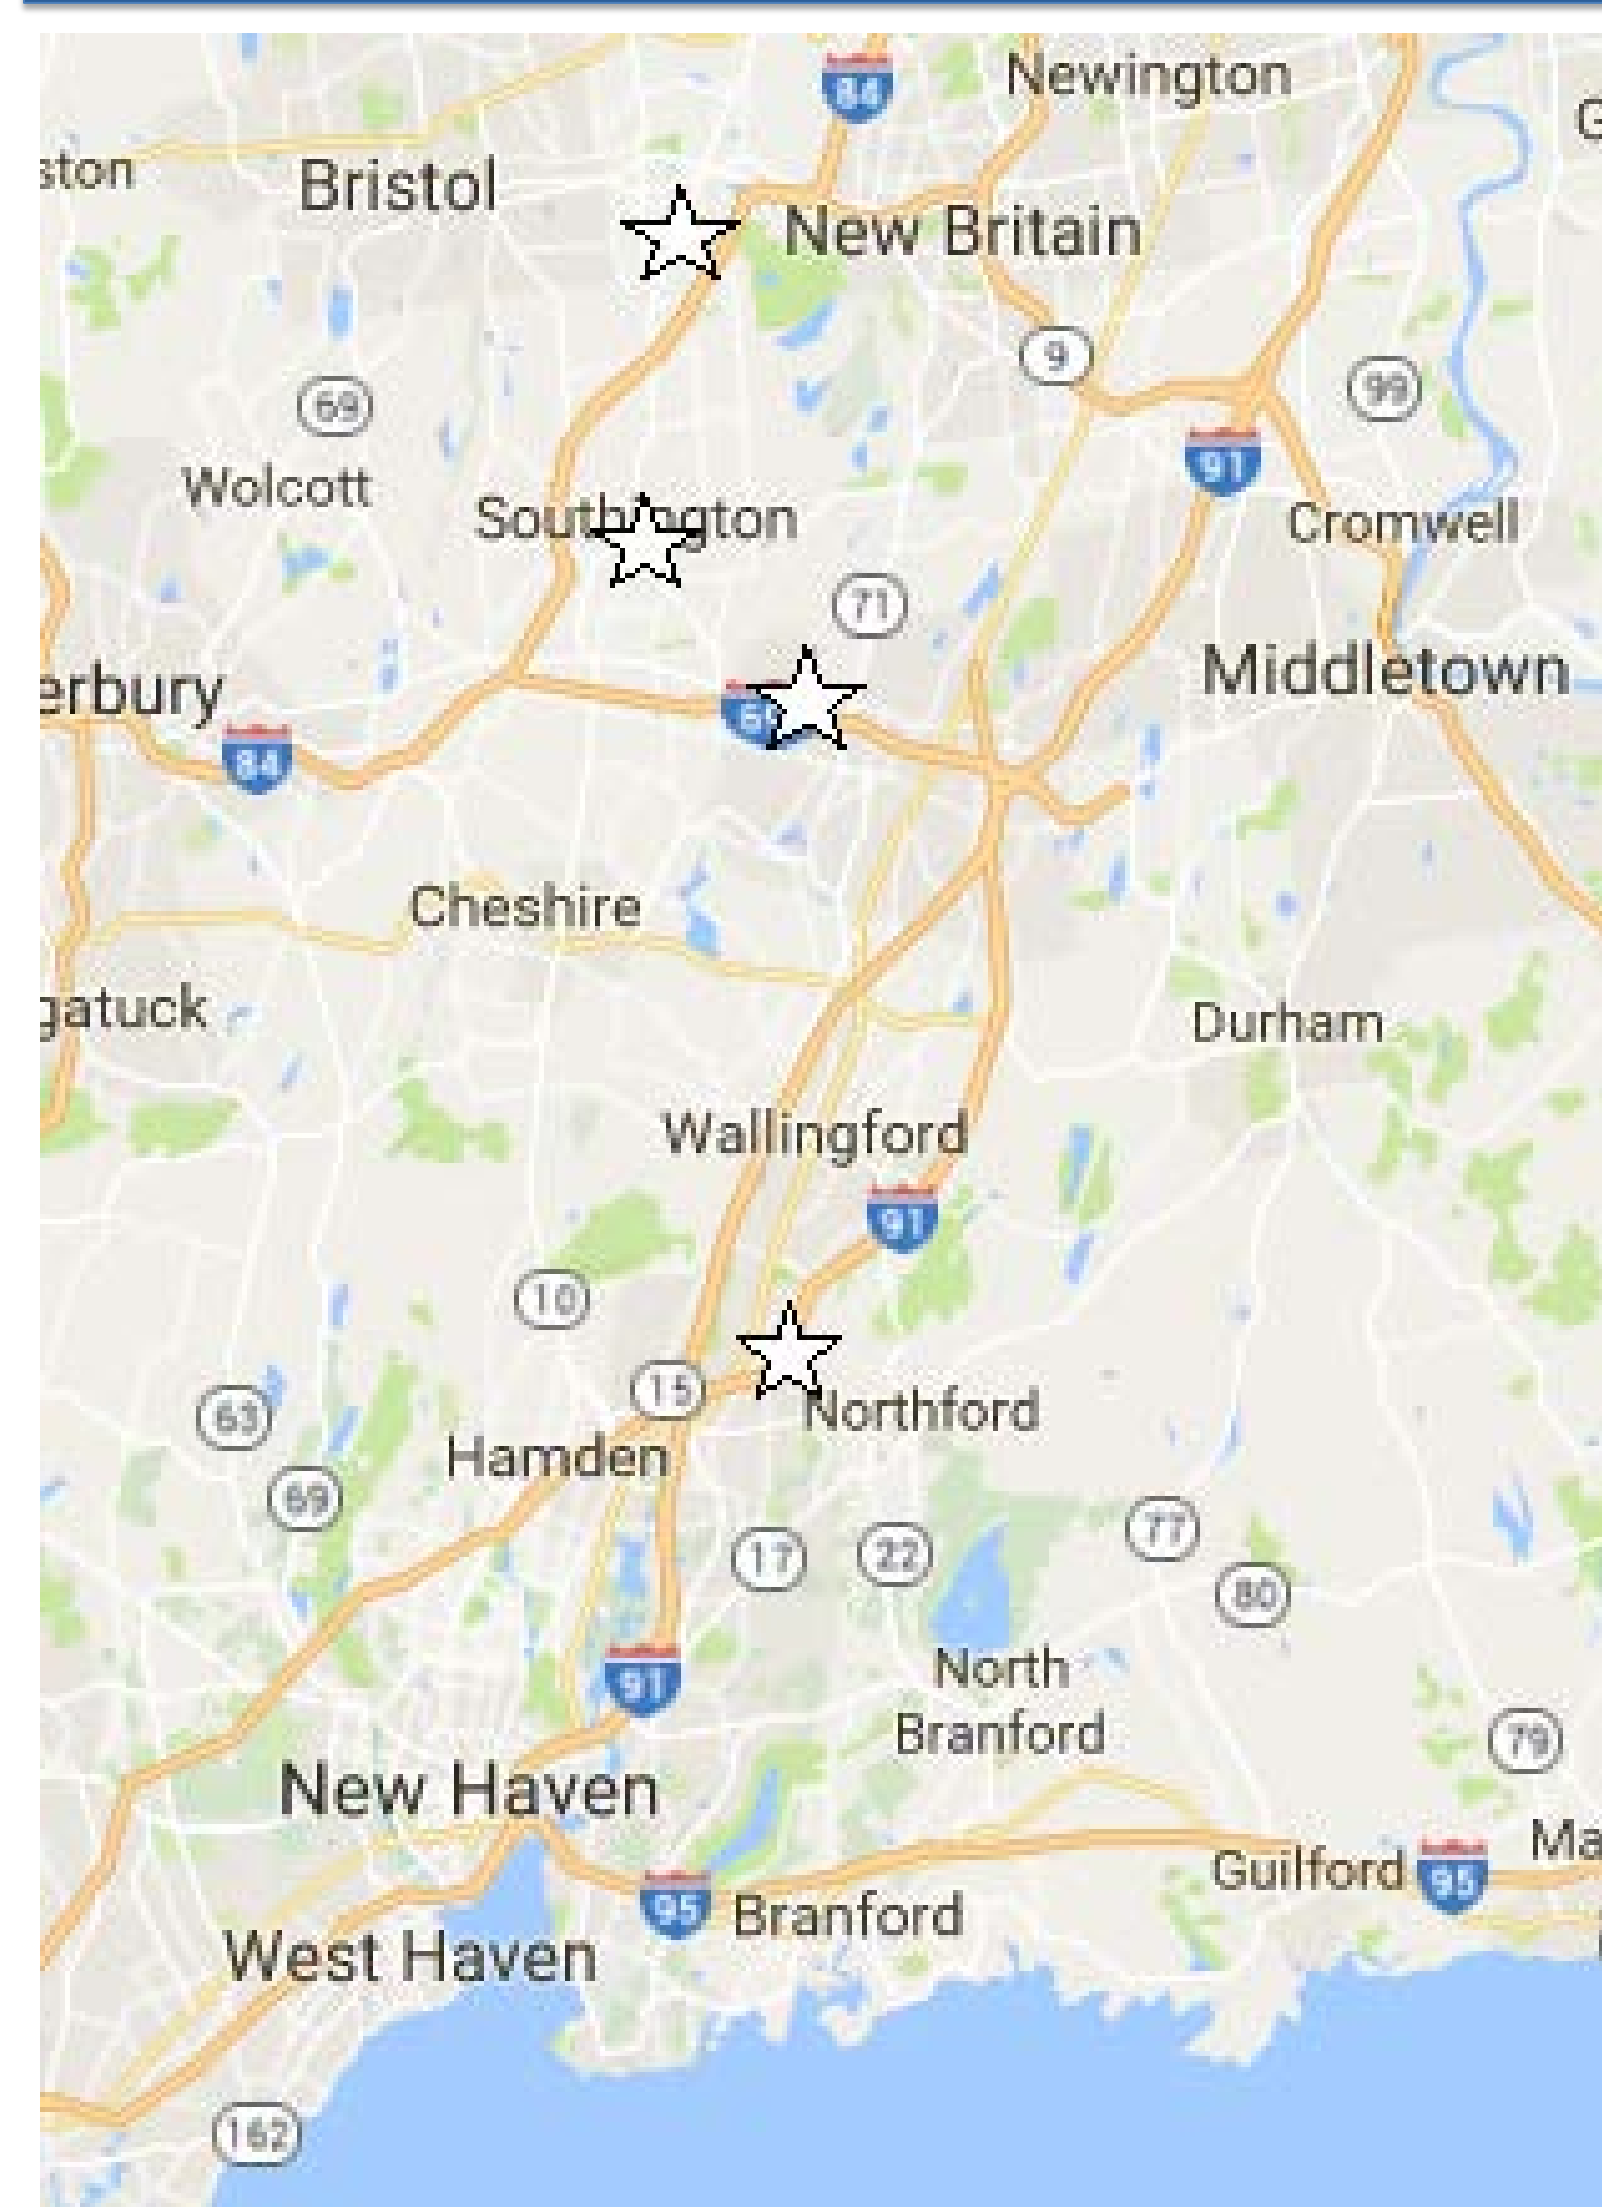 84
Newington
G
ston
Bristol
New Britain
9
99
69
91
Wolcott
Southington
Cromwell
71
Middletown
erbury
84
Cheshire
gatuck
Durham
Wallingford
91
10
15
63
Northford
Hamden
69
17
22
77
80
North
Branford
91
79
New Haven
Ma
Guilford
95
95
Branford
West Haven
162